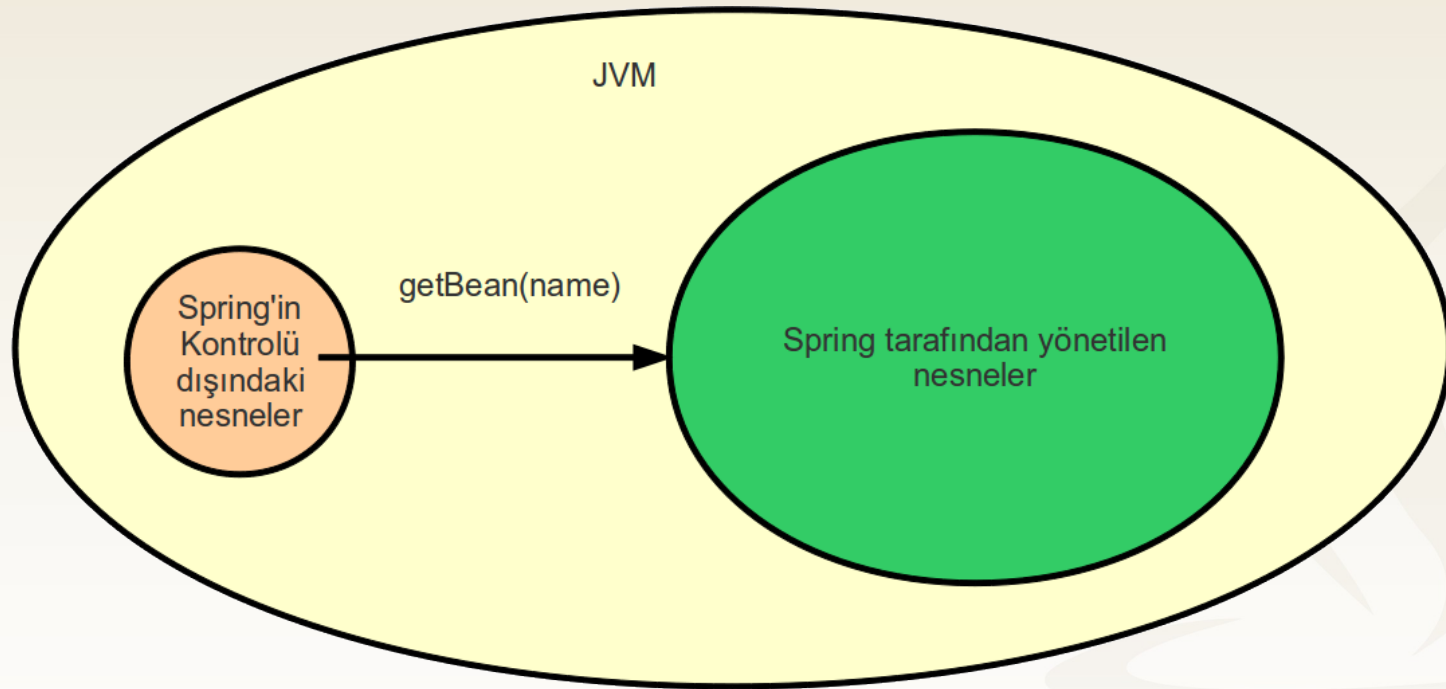 JVM
Spring'in
Kontrolü
dışındaki
nesneler
getBean(name)
Spring tarafından yönetilen
nesneler